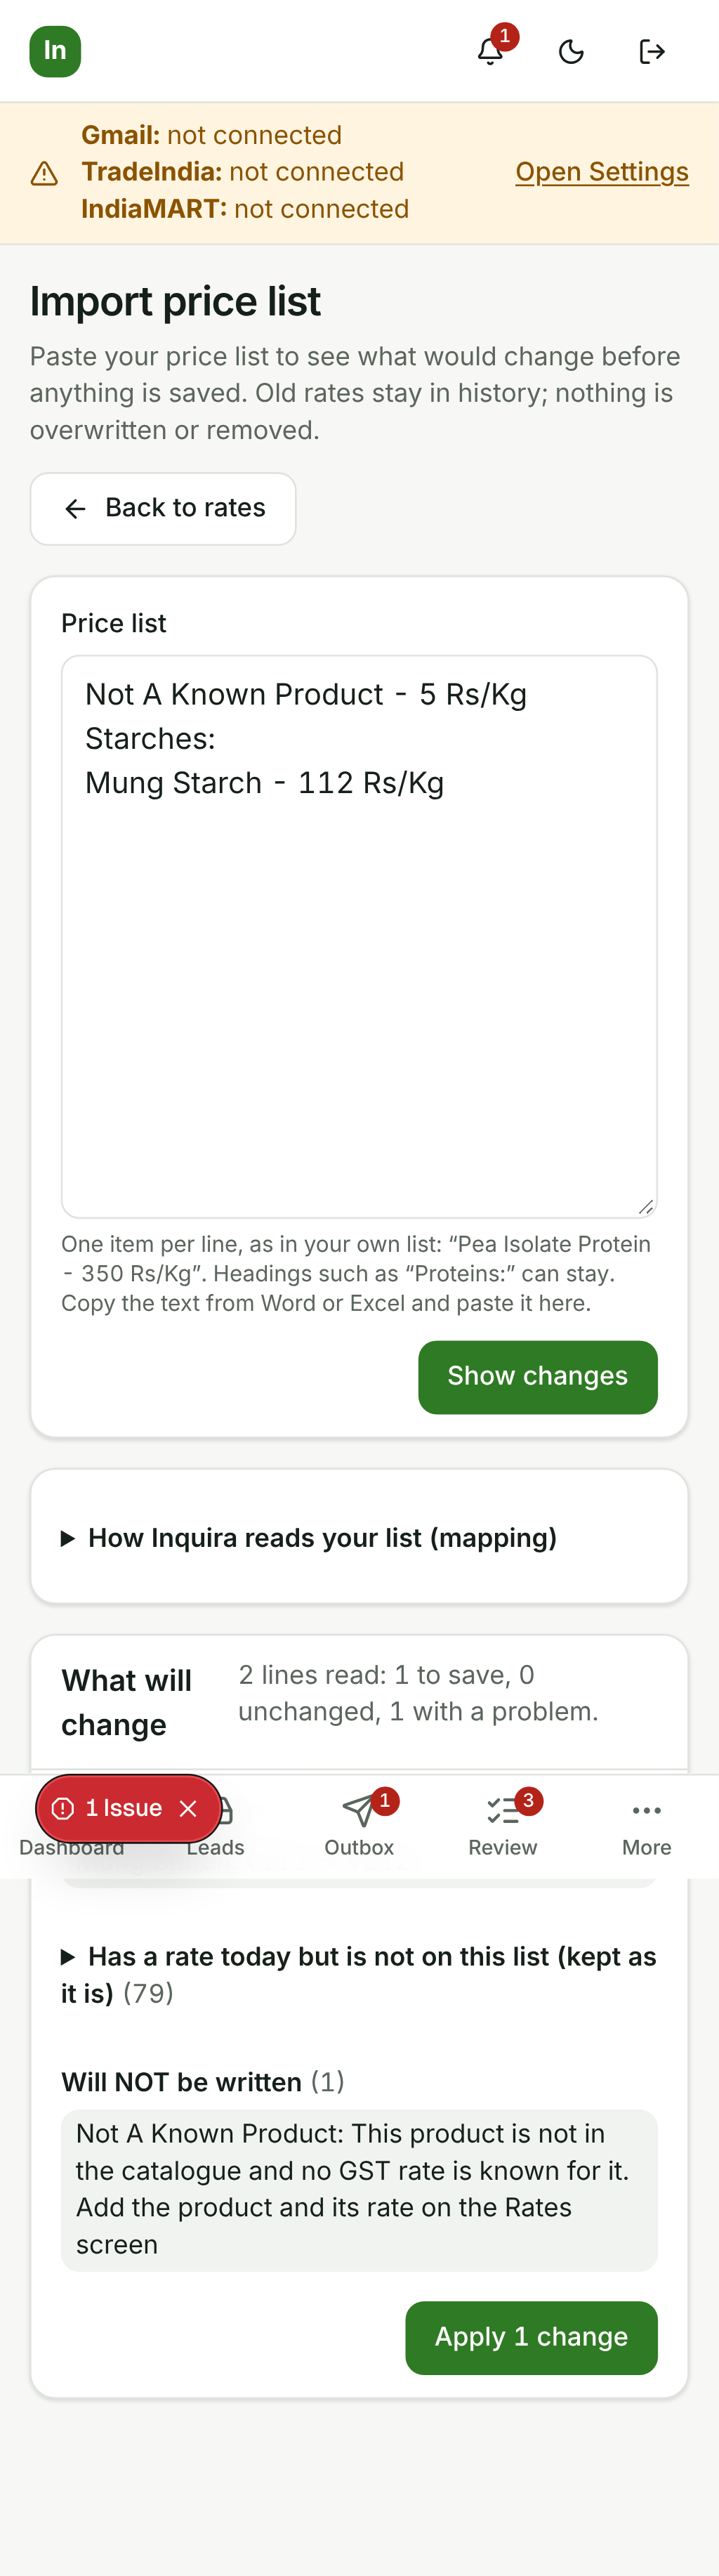 In
1
Gmail: not connected
TradeIndia: not connected
IndiaMART: not connected
Open Settings
Import price list
Paste your price list to see what would change before
anything is saved. Old rates stay in history; nothing is
overwritten or removed.
Back to rates
Price list
Not A Known Product - 5 Rs/Kg
Starches:
Mung Starch - 112 Rs/Kg
One item per line, as in your own list: “Pea Isolate Protein
- 350 Rs/Kg”. Headings such as “Proteins:” can stay.
Copy the text from Word or Excel and paste it here.
Show changes
How Inquira reads your list (mapping)
What will
change
2 lines read: 1 to save, 0
unchanged, 1 with a problem.
1 Issue
1
3
Dashboard
Leads
Outbox
Review
More
Has a rate today but is not on this list (kept as
it is) (79)
Will NOT be written (1)
Not A Known Product: This product is not in
the catalogue and no GST rate is known for it.
Add the product and its rate on the Rates
screen
Apply 1 change